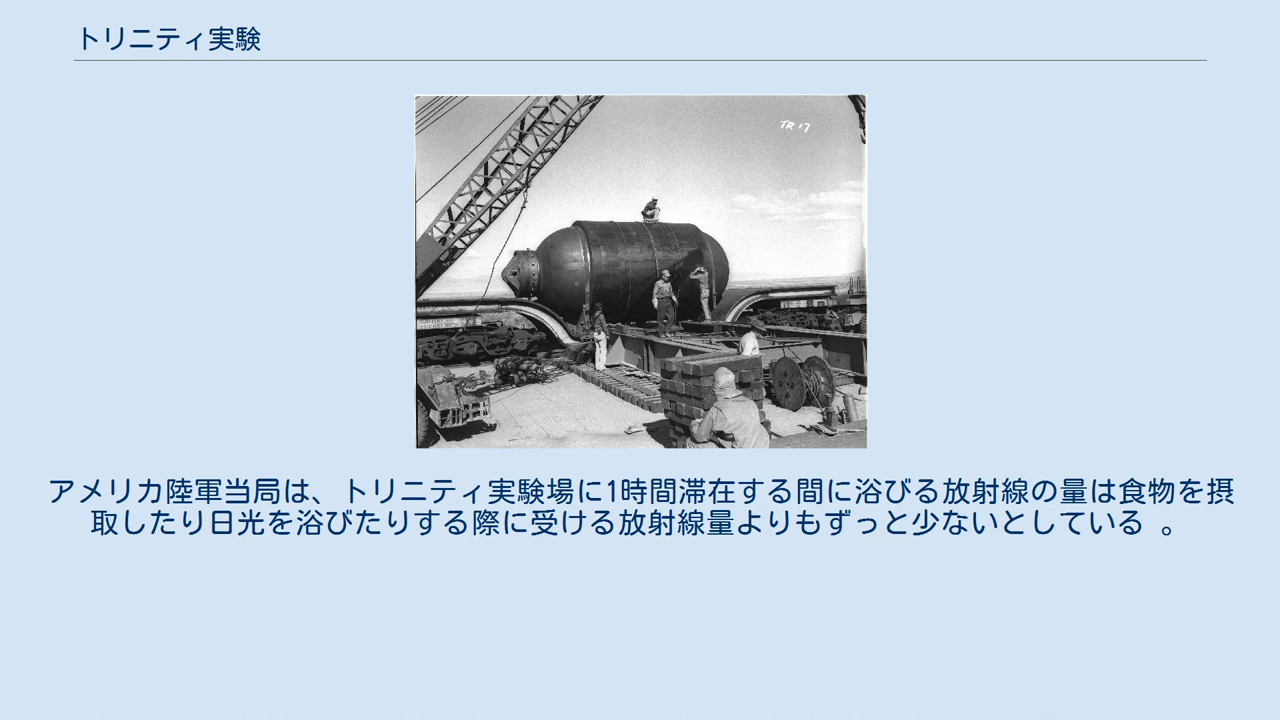 トリニティ実験
TR 17
アメリカ陸軍当局は、トリニティ実験場に1時間滞在する間に浴びる放射線の量は食物を摂
取したり日光を浴びたりする際に受ける放射線量よりもずっと少ないとしている 。